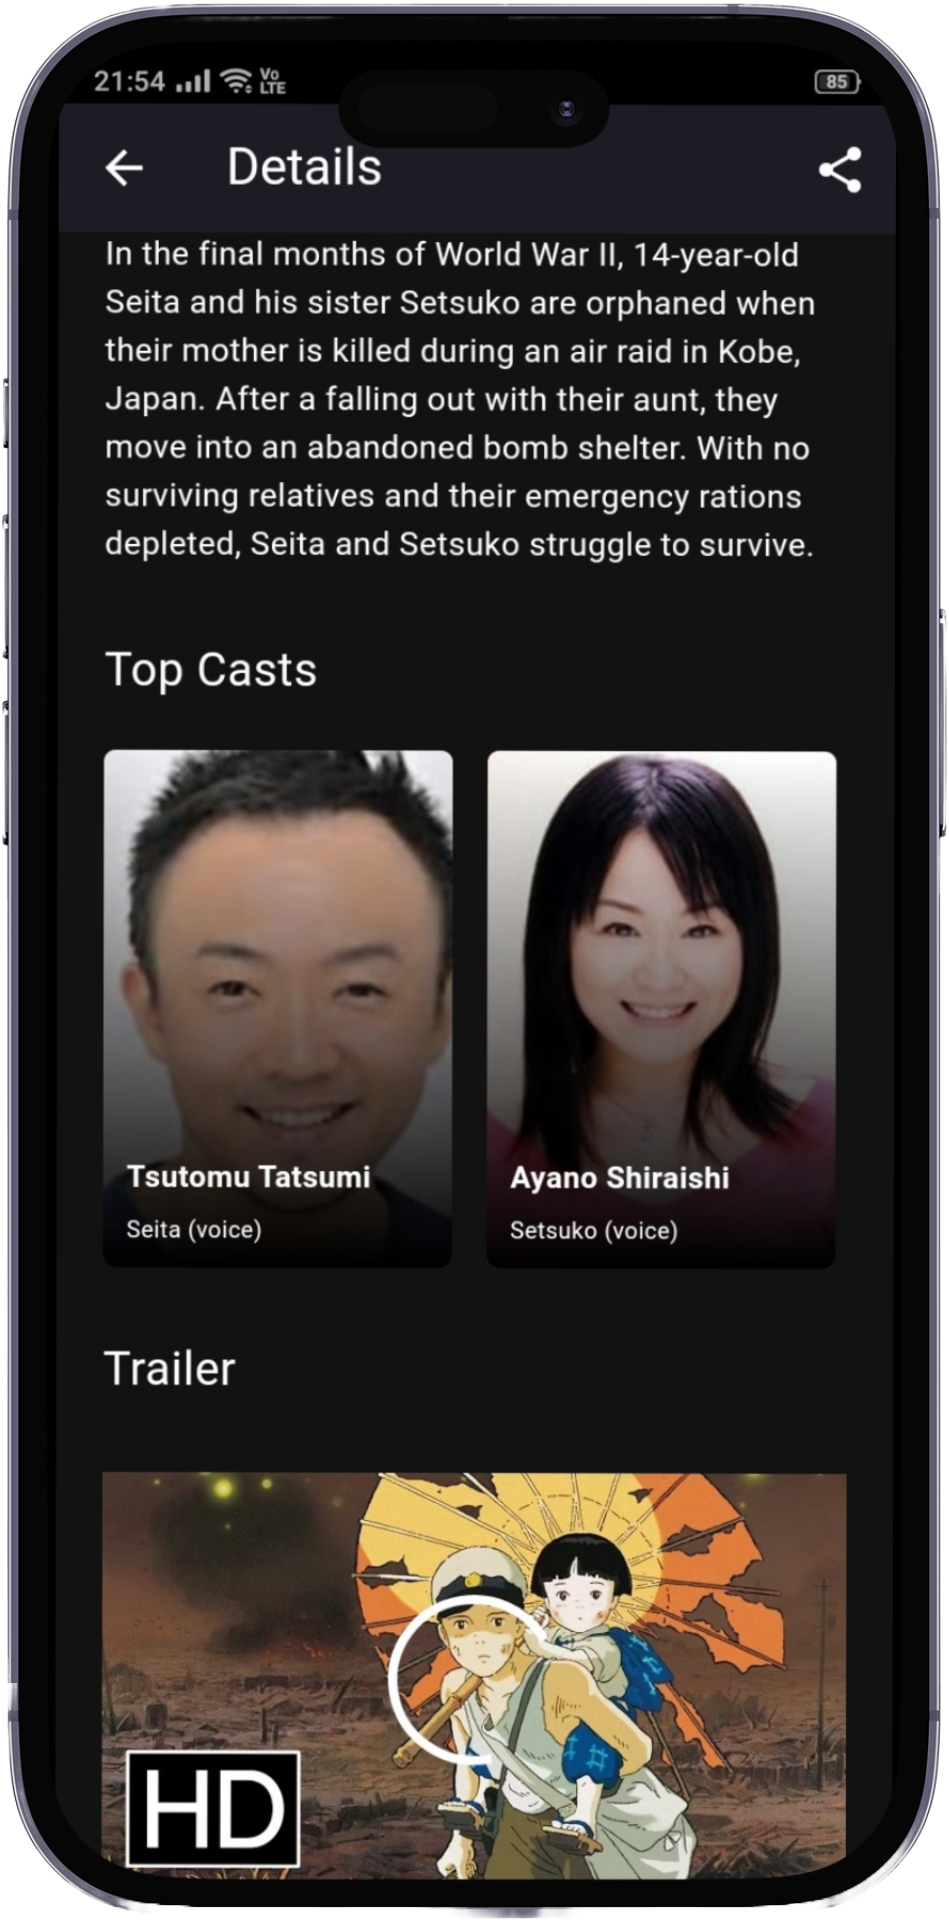 21:54 Vo LTE 85
Details
In the final months of World War II, 14-year-old
Seita and his sister Setsuko are orphaned when
their mother is killed during an air raid in Kobe,
Japan. After a falling out with their aunt, they
move into an abandoned bomb shelter. With no
surviving relatives and their emergency rations
depleted, Seita and Setsuko struggle to survive.
Top Casts
Tsutomu Tatsumi
Seita (voice)
Ayano Shiraishi
Setsuko (voice)
Trailer
HD